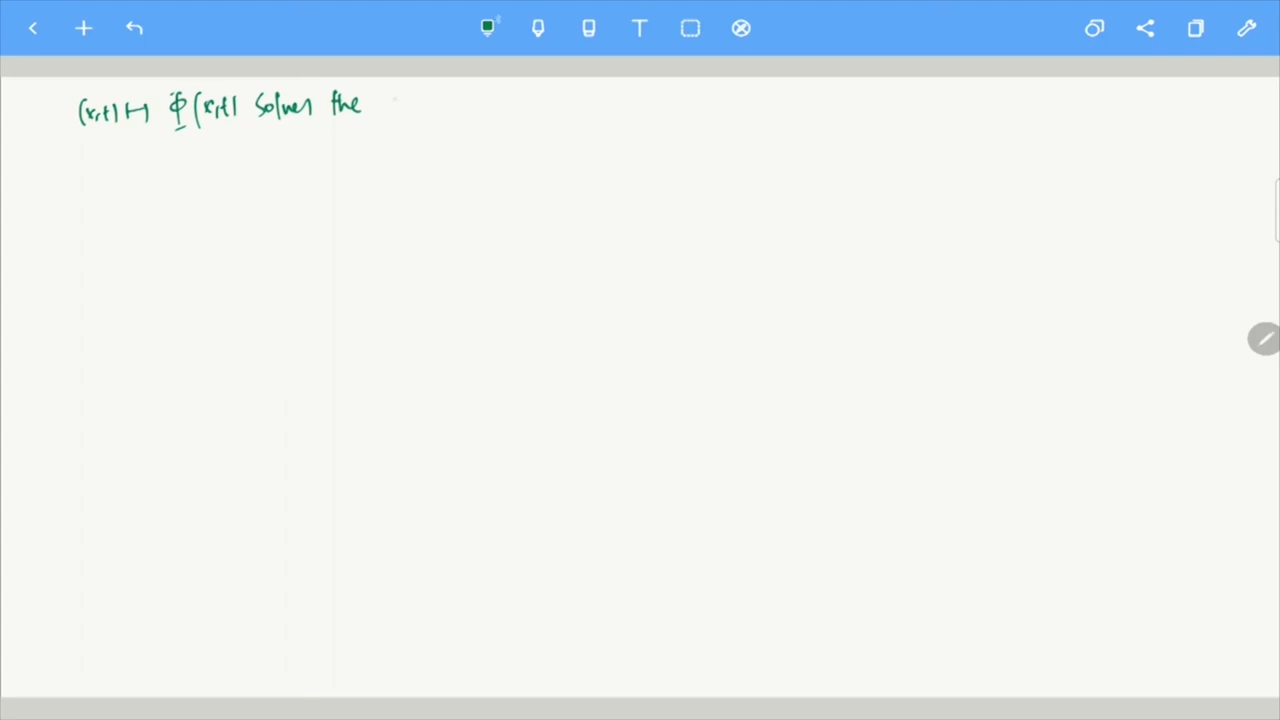 (x,t) ↦ Φ(x,t) solves the